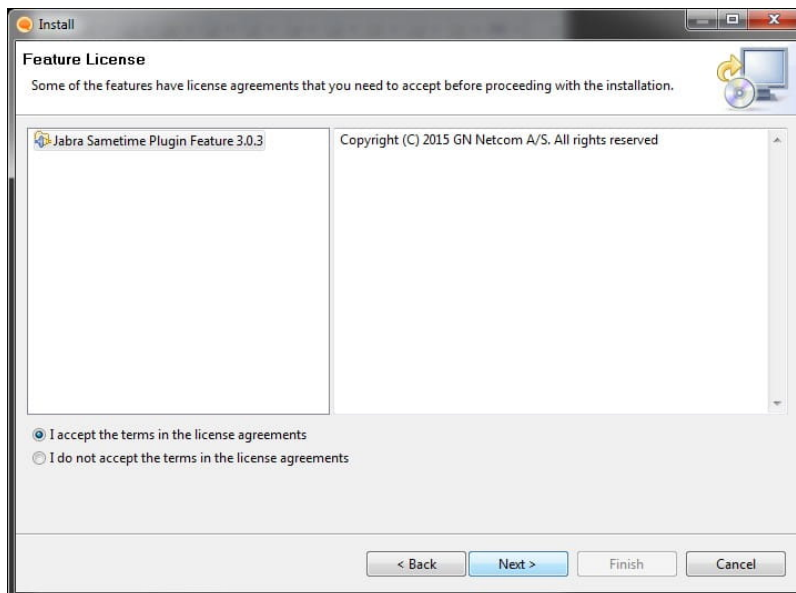 Install
Feature License
Some of the features have license agreements that you need to accept before proceeding with the installation.
Jabra Sametime Plugin Feature 3.0.3
Copyright (C) 2015 GN Netcom A/S. All rights reserved
I accept the terms in the license agreements
I do not accept the terms in the license agreements
< Back
Next >
Finish
Cancel